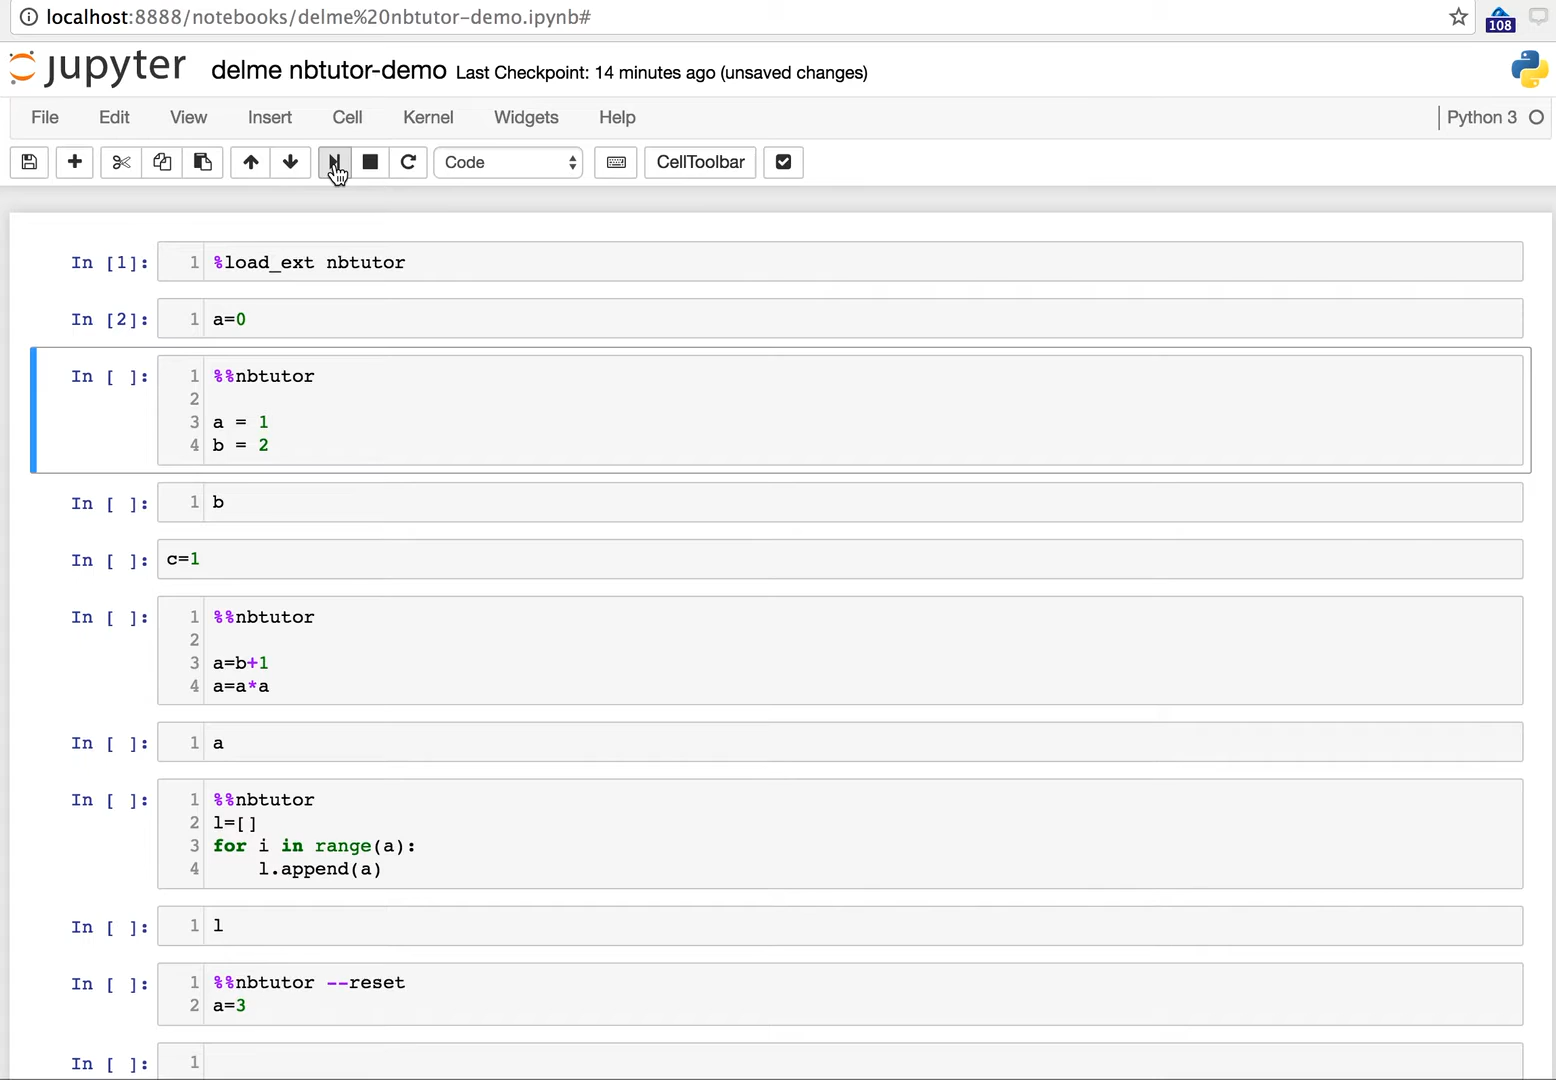 localhost:8888/notebooks/delme%20nbtutor-demo.ipynb#
108
jupyter delme nbtutor-demo Last Checkpoint: 14 minutes ago (unsaved changes)
File Edit View Insert Cell Kernel Widgets Help Python 3
Code CellToolbar
In [1]: 1 %load_ext nbtutor
In [2]: 1 a=0
In [ ]: 1 %%nbtutor
2
3 a = 1
4 b = 2
In [ ]: 1 b
In [ ]: c=1
In [ ]: 1 %%nbtutor
2
3 a=b+1
4 a=a*a
In [ ]: 1 a
In [ ]: 1 %%nbtutor
2 l=[]
3 for i in range(a):
4     l.append(a)
In [ ]: 1 l
In [ ]: 1 %%nbtutor --reset
2 a=3
In [ ]: 1